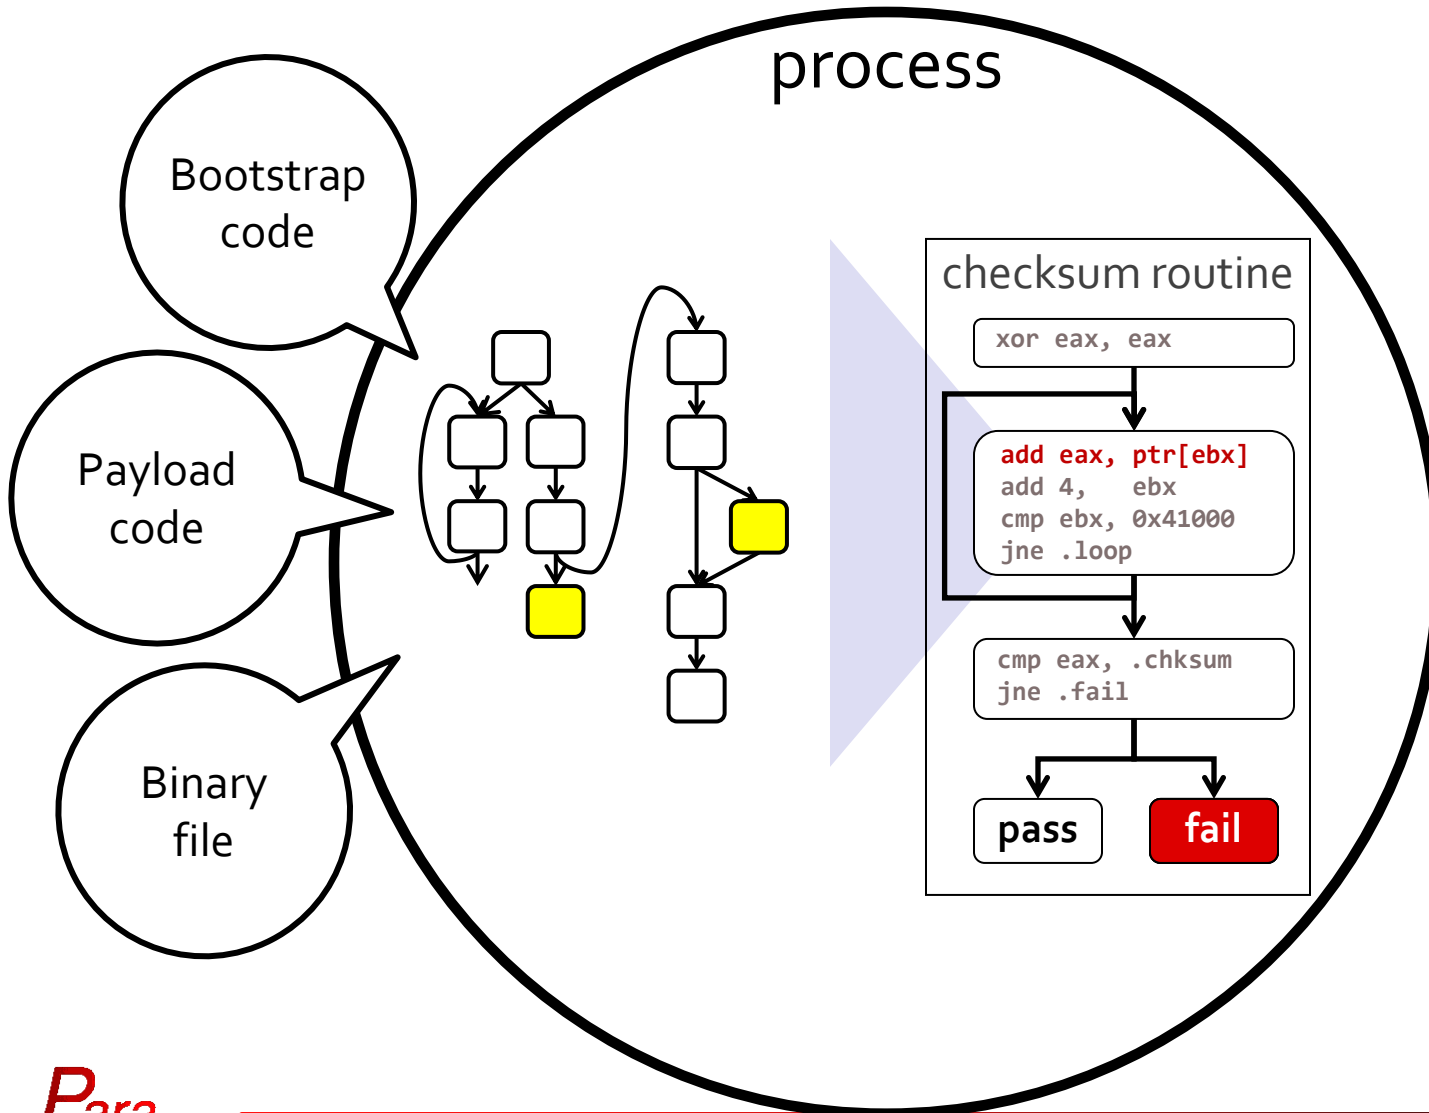 process
Bootstrap
code
Payload
code
Binary
file
checksum routine
xor eax, eax
add eax, ptr[ebx]
add 4, ebx
cmp ebx, 0x41000
jne .loop
cmp eax, .chksum
jne .fail
pass
fail
Para